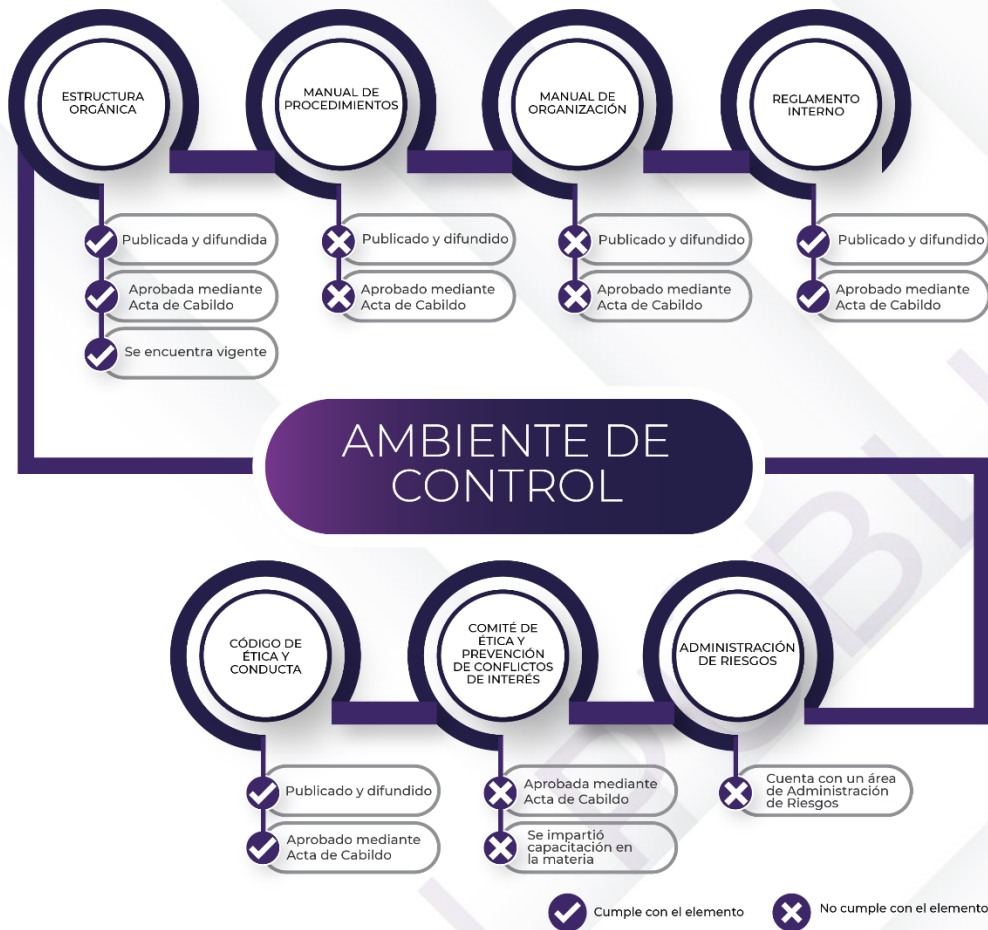 ESTRUCTURA
ORGÁNICA
Publicada y difundida
Aprobada mediante
Acta de Cabildo
Se encuentra vigente
MANUAL DE
PROCEDIMIENTOS
Publicado y difundido
Aprobado mediante
Acta de Cabildo
MANUAL DE
ORGANIZACIÓN
Publicado y difundido
Aprobado mediante
Acta de Cabildo
REGLAMENTO
INTERNO
Publicado y difundido
Aprobado mediante
Acta de Cabildo
AMBIENTE DE
CONTROL
CÓDIGO DE
ÉTICA Y
CONDUCTA
Publicado y difundido
Aprobado mediante
Acta de Cabildo
COMITÉ DE
ÉTICA Y
PREVENCIÓN
DE CONFLICTOS
DE INTERÉS
Aprobada mediante
Acta de Cabildo
Se impartió
capacitación en
la materia
ADMINISTRACIÓN
DE RIESGOS
Cuenta con un área
de Administración
de Riesgos
Cumple con el elemento
No cumple con el elemento